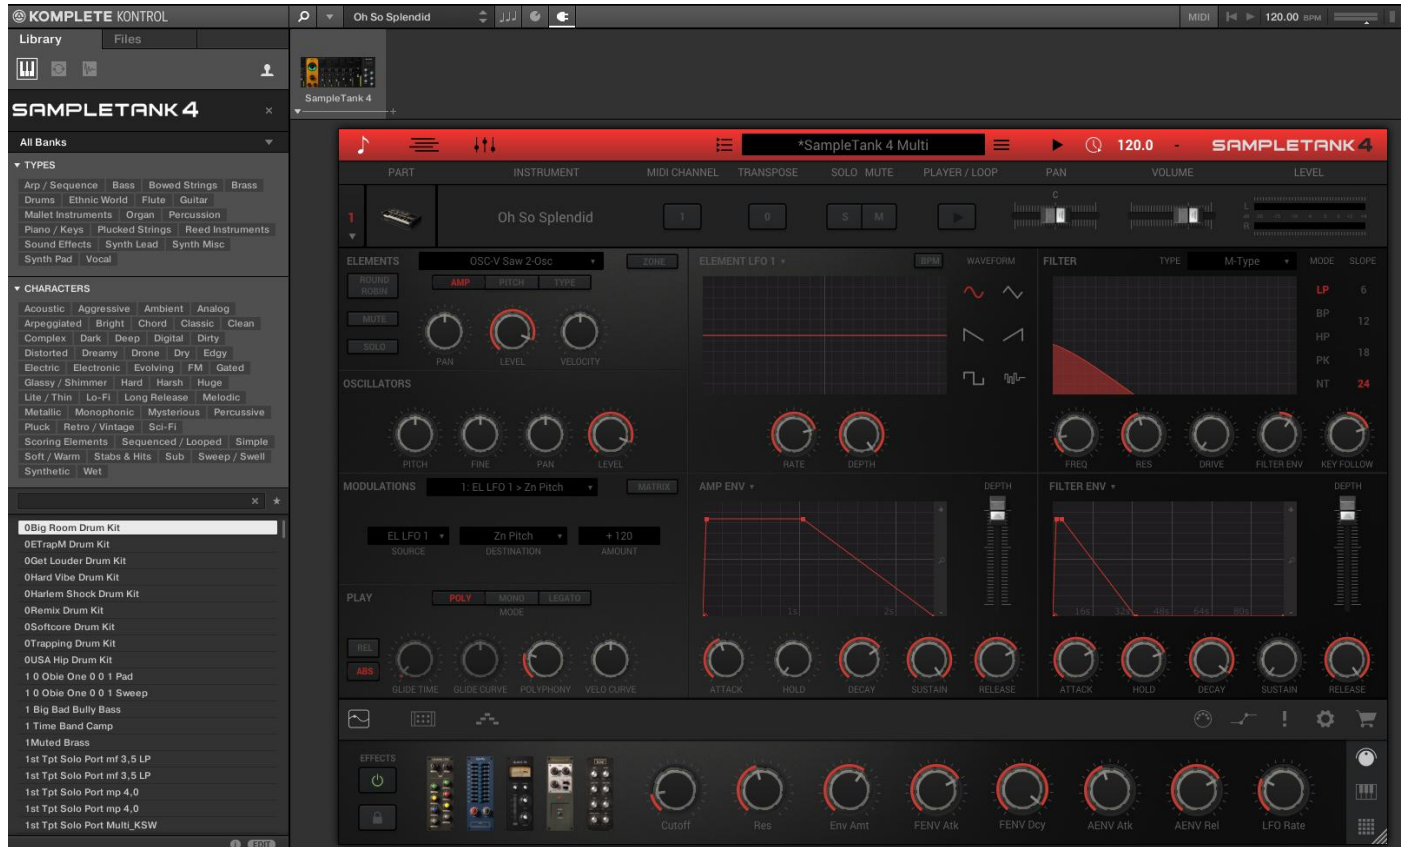 KOMPLETE KONTROL
Oh So Splendid
MIDI
120.00 BPM
Library Files
SAMPLETANK 4 ×
All Banks
TYPES
Arp / Sequence Bass Bowed Strings Brass
Drums Ethnic World Flute Guitar
Mallet Instruments Organ Percussion
Piano / Keys Plucked Strings Reed Instruments
Sound Effects Synth Lead Synth Misc
Synth Pad Vocal
CHARACTERS
Acoustic Aggressive Ambient Analog
Arpeggiated Bright Chord Classic Clean
Complex Dark Deep Digital Dirty
Distorted Dreamy Drone Dry Edgy
Electric Electronic Evolving FM Gated
Glassy / Shimmer Hard Harsh Huge
Lite / Thin Lo-Fi Long Release Melodic
Metallic Monophonic Mysterious Percussive
Pluck Retro / Vintage Sci-Fi
Scoring Elements Sequenced / Looped Simple
Soft / Warm Stabs & Hits Sub Sweep / Swell
Synthetic Wet
0Big Room Drum Kit
0ETrapM Drum Kit
0Get Louder Drum Kit
0Hard Vibe Drum Kit
0Harlem Shock Drum Kit
0Remix Drum Kit
0Softcore Drum Kit
0Trapping Drum Kit
0USA Hip Drum Kit
1 0 Obie One 0 0 1 Pad
1 0 Obie One 0 0 1 Sweep
1 Big Bad Bully Bass
1 Time Band Camp
1Muted Brass
1st Tpt Solo Port mf 3,5 LP
1st Tpt Solo Port mf 3,5 LP
1st Tpt Solo Port mp 4,0
1st Tpt Solo Port mp 4,0
1st Tpt Solo Port Multi_KSW
EDIT
SampleTank 4
*SampleTank 4 Multi
120.0 -
SAMPLETANK 4
PART INSTRUMENT MIDI CHANNEL TRANSPOSE SOLO MUTE PLAYER / LOOP PAN VOLUME LEVEL
1 Oh So Splendid 1 0 S M C L R
ELEMENTS OSC-V Saw 2-Osc ZONE
ROUND ROBIN AMP PITCH TYPE
MUTE
SOLO
PAN LEVEL VELOCITY
OSCILLATORS
PITCH FINE PAN LEVEL
ELEMENT LFO 1 BPM WAVEFORM
RATE DEPTH
FILTER TYPE M-Type MODE SLOPE
LP 6
BP 12
HP
PK 18
NT 24
FREQ RES DRIVE FILTER ENV KEY FOLLOW
MODULATIONS 1: EL LFO 1 > Zn Pitch MATRIX
EL LFO 1 Zn Pitch + 120
SOURCE DESTINATION AMOUNT
PLAY POLY MONO LEGATO
MODE
REL
ABS
GLIDE TIME GLIDE CURVE POLYPHONY VELO CURVE
AMP ENV DEPTH
1s 2s
ATTACK HOLD DECAY SUSTAIN RELEASE
FILTER ENV DEPTH
16s 32s 48s 64s 80s
ATTACK HOLD DECAY SUSTAIN RELEASE
EFFECTS
Cutoff Res Env Amt FENV Atk FENV Dcy AENV Atk AENV Rel LFO Rate